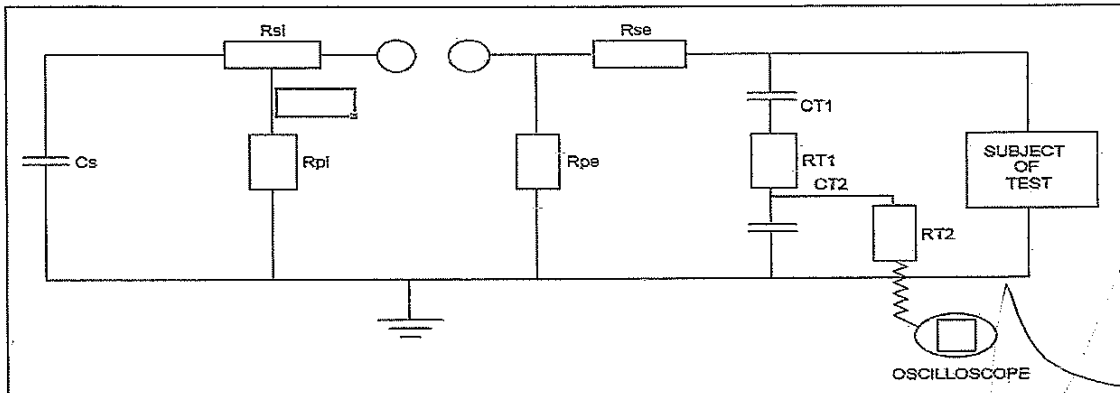 Rsi
Rse
CT1
Cs
Rpi
Rpe
RT1
SUBJECT
OF
TEST
CT2
RT2
OSCILLOSCOPE